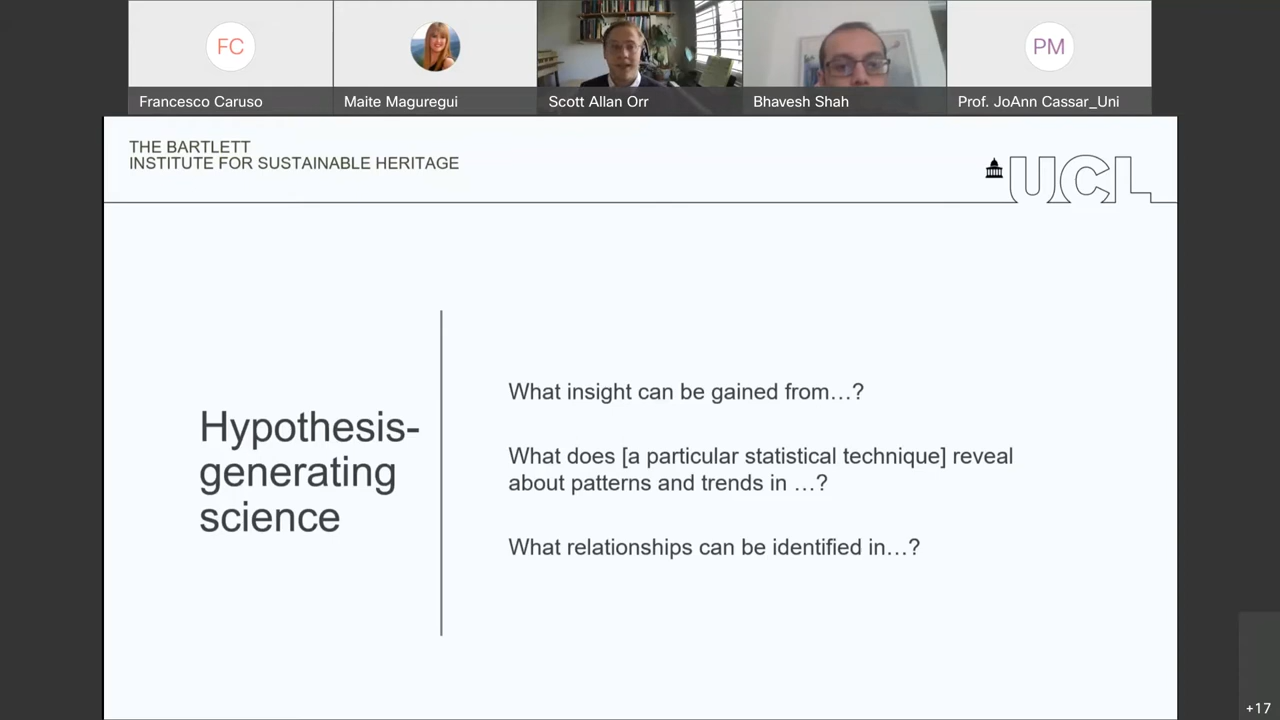 FC
PM
Francesco Caruso
Maite Maguregui
Scott Allan Orr
Bhavesh Shah
Prof. JoAnn Cassar_Uni
THE BARTLETT
INSTITUTE FOR SUSTAINABLE HERITAGE
UCL
Hypothesis-
generating
science
What insight can be gained from…?
What does [a particular statistical technique] reveal
about patterns and trends in …?
What relationships can be identified in…?
+17